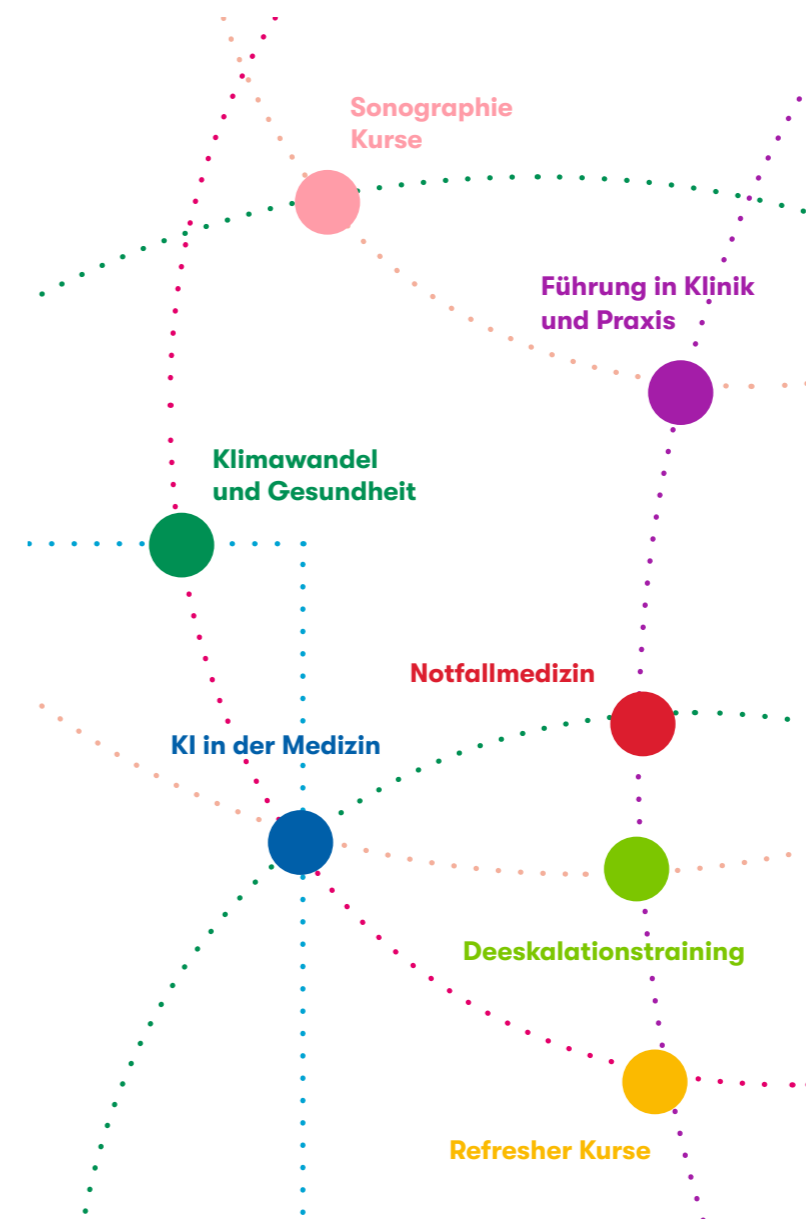 Sonographie
Kurse
Führung in Klinik
und Praxis
Klimawandel
und Gesundheit
Notfallmedizin
KI in der Medizin
Deeskalationstraining
Refresher Kurse